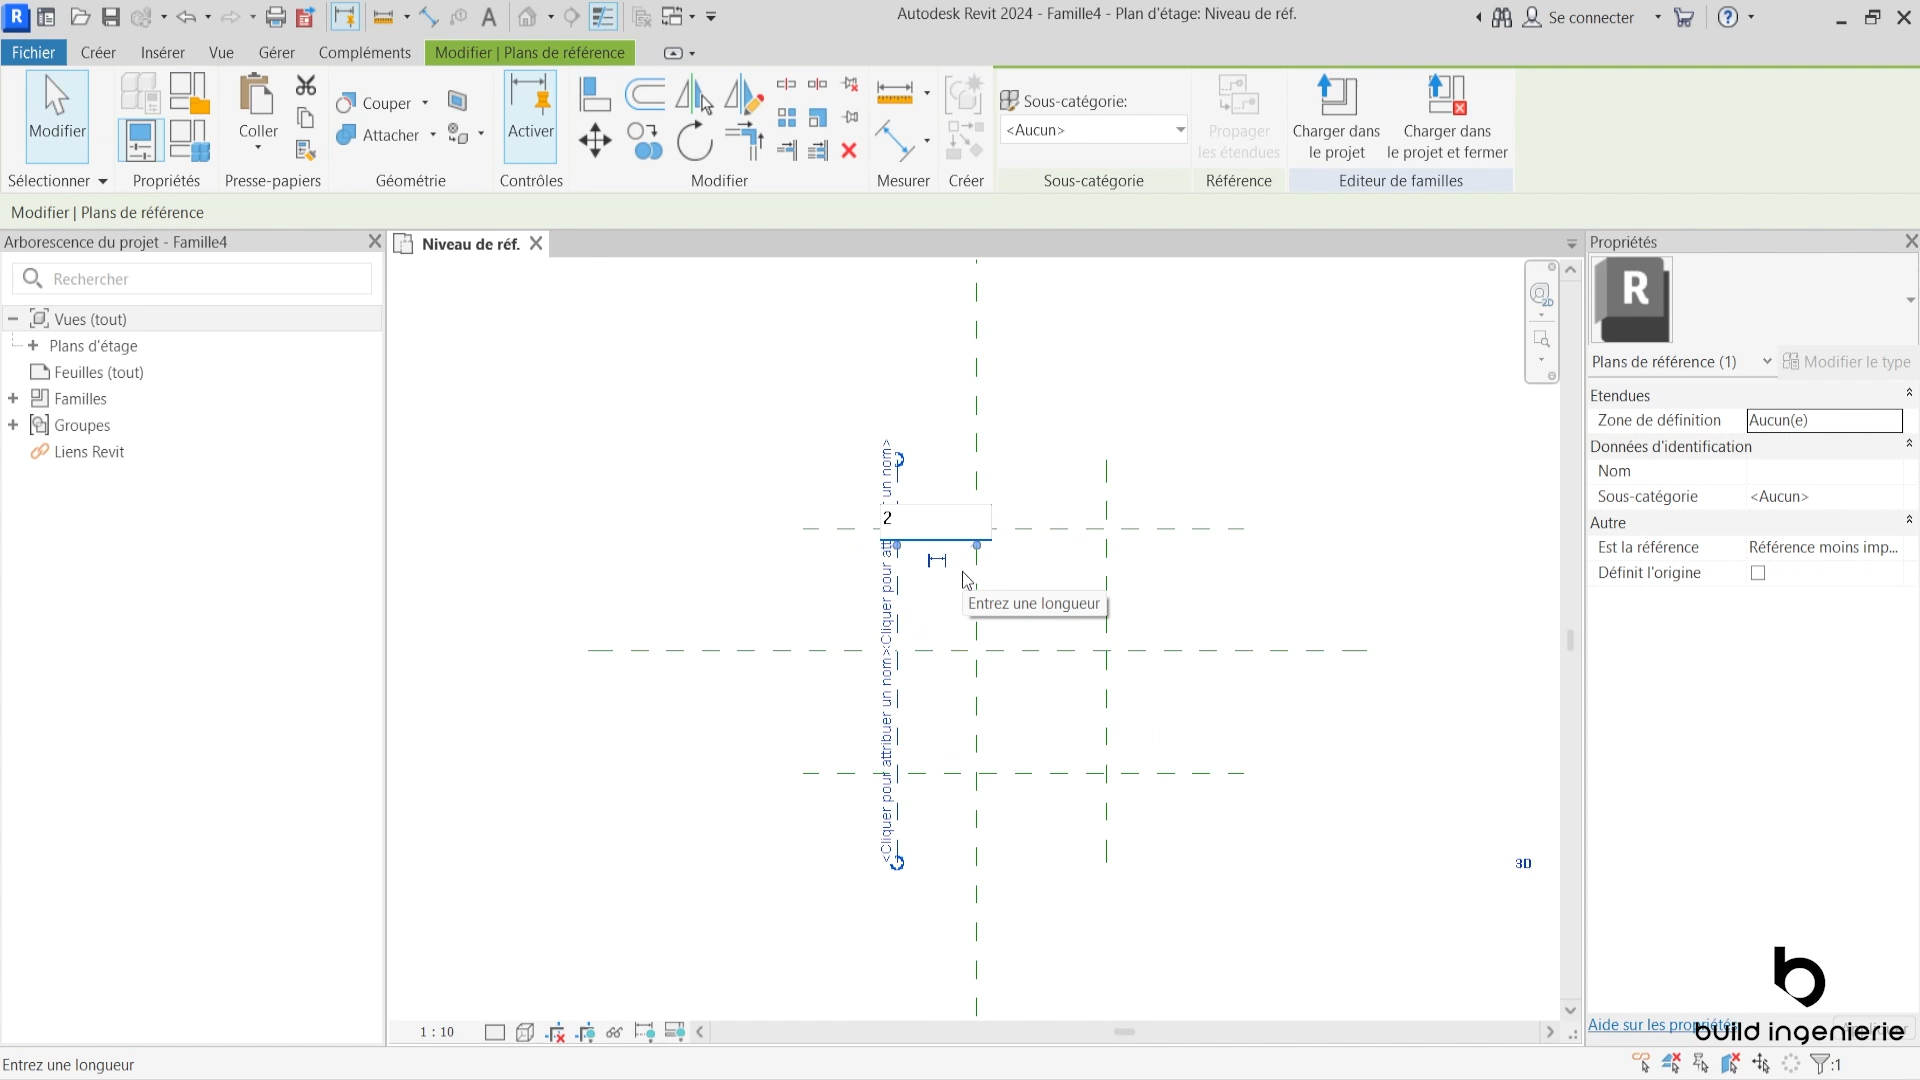 R
Autodesk Revit 2024 - Famille4 - Plan d'étage: Niveau de réf.
Se connecter
Fichier
Créer
Insérer
Vue
Gérer
Compléments
Modifier | Plans de référence
Modifier
Coller
Couper
Attacher
Activer
Sous-catégorie:
<Aucun>
Propager
les étendues
Charger dans
le projet
Charger dans
le projet et fermer
Sélectionner
Propriétés
Presse-papiers
Géométrie
Contrôles
Modifier
Mesurer
Créer
Sous-catégorie
Référence
Editeur de familles
Modifier | Plans de référence
Arborescence du projet - Famille4
Rechercher
Vues (tout)
Plans d'étage
Feuilles (tout)
Familles
Groupes
Liens Revit
Niveau de réf.
2D
<Cliquer pour attribuer un nom>
2
Entrez une longueur
3D
Propriétés
R
Plans de référence (1)
Modifier le type
Etendues
Zone de définition
Aucun(e)
Données d'identification
Nom
Sous-catégorie
<Aucun>
Autre
Est la référence
Référence moins imp...
Définit l'origine
Aide sur les propriétés
build ingenierie
1 : 10
Entrez une longueur
:1